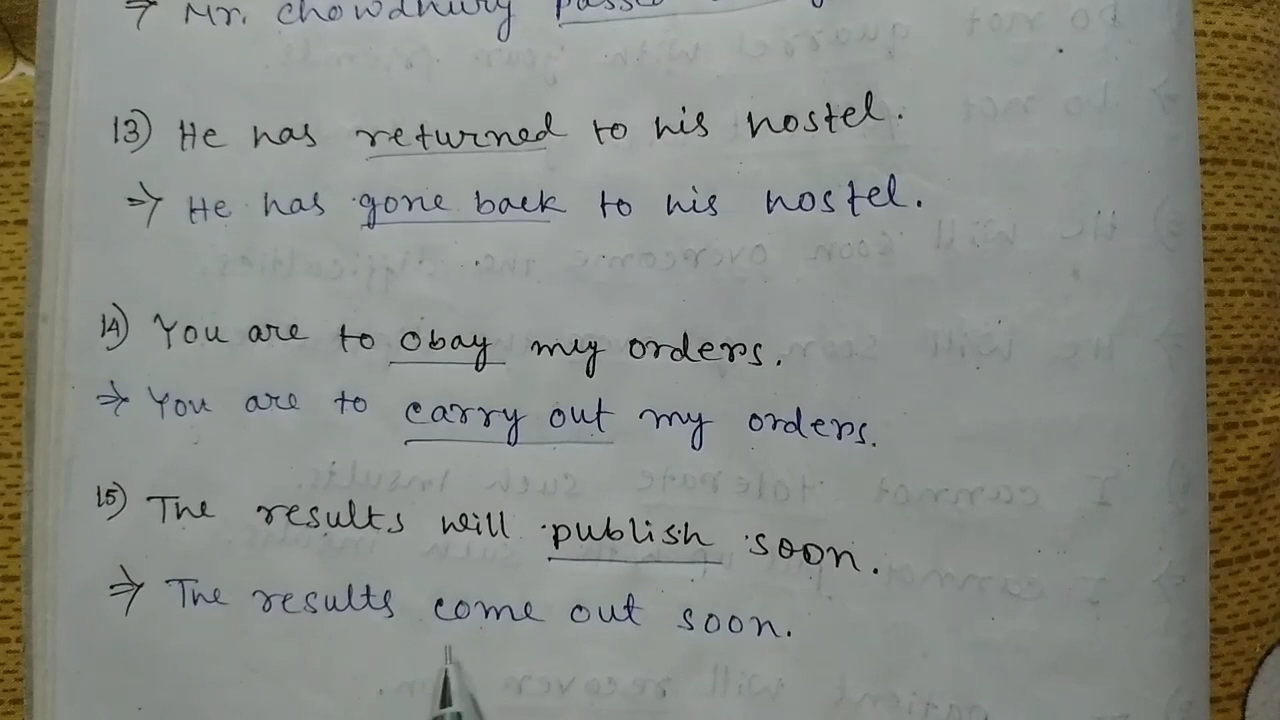 ⇒ Mr. Chowdhury passed
13) He has returned to his hostel.
⇒ He has gone back to his hostel.
14) You are to obay my orders.
⇒ You are to carry out my orders.
15) The results will publish soon.
⇒ The results come out soon.